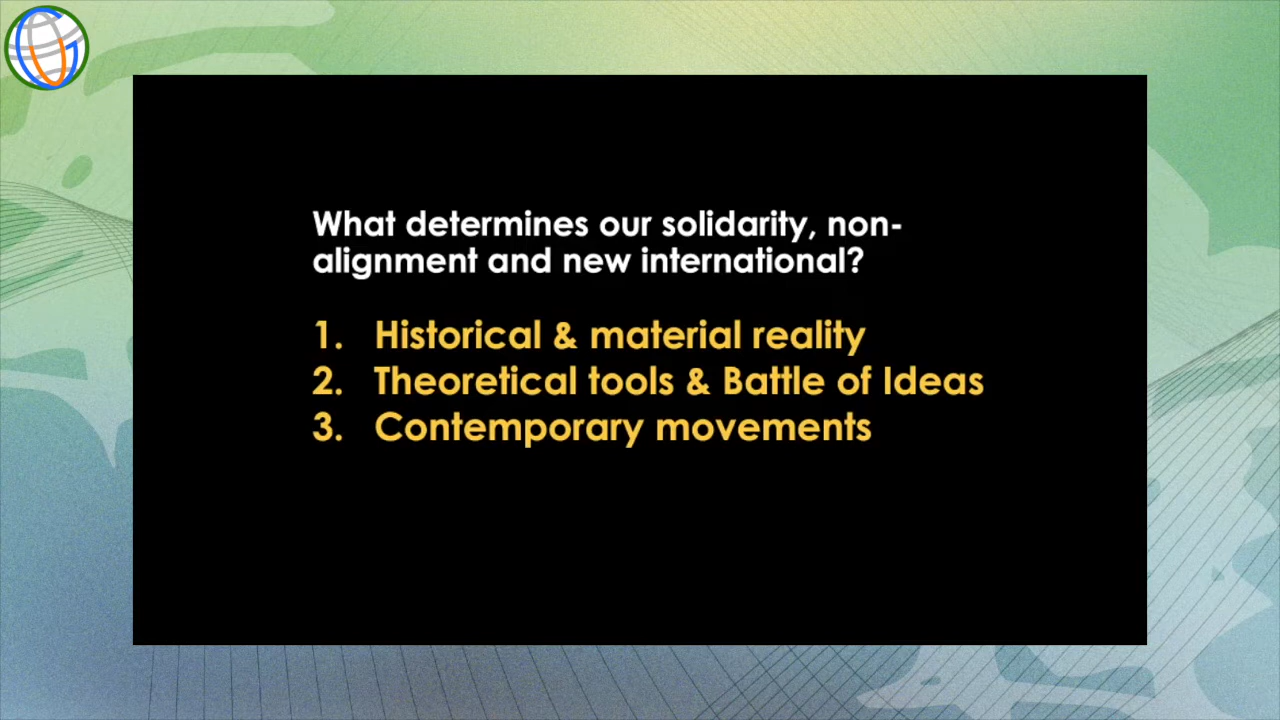 What determines our solidarity, non-
alignment and new international?
1. Historical & material reality
2. Theoretical tools & Battle of Ideas
3. Contemporary movements